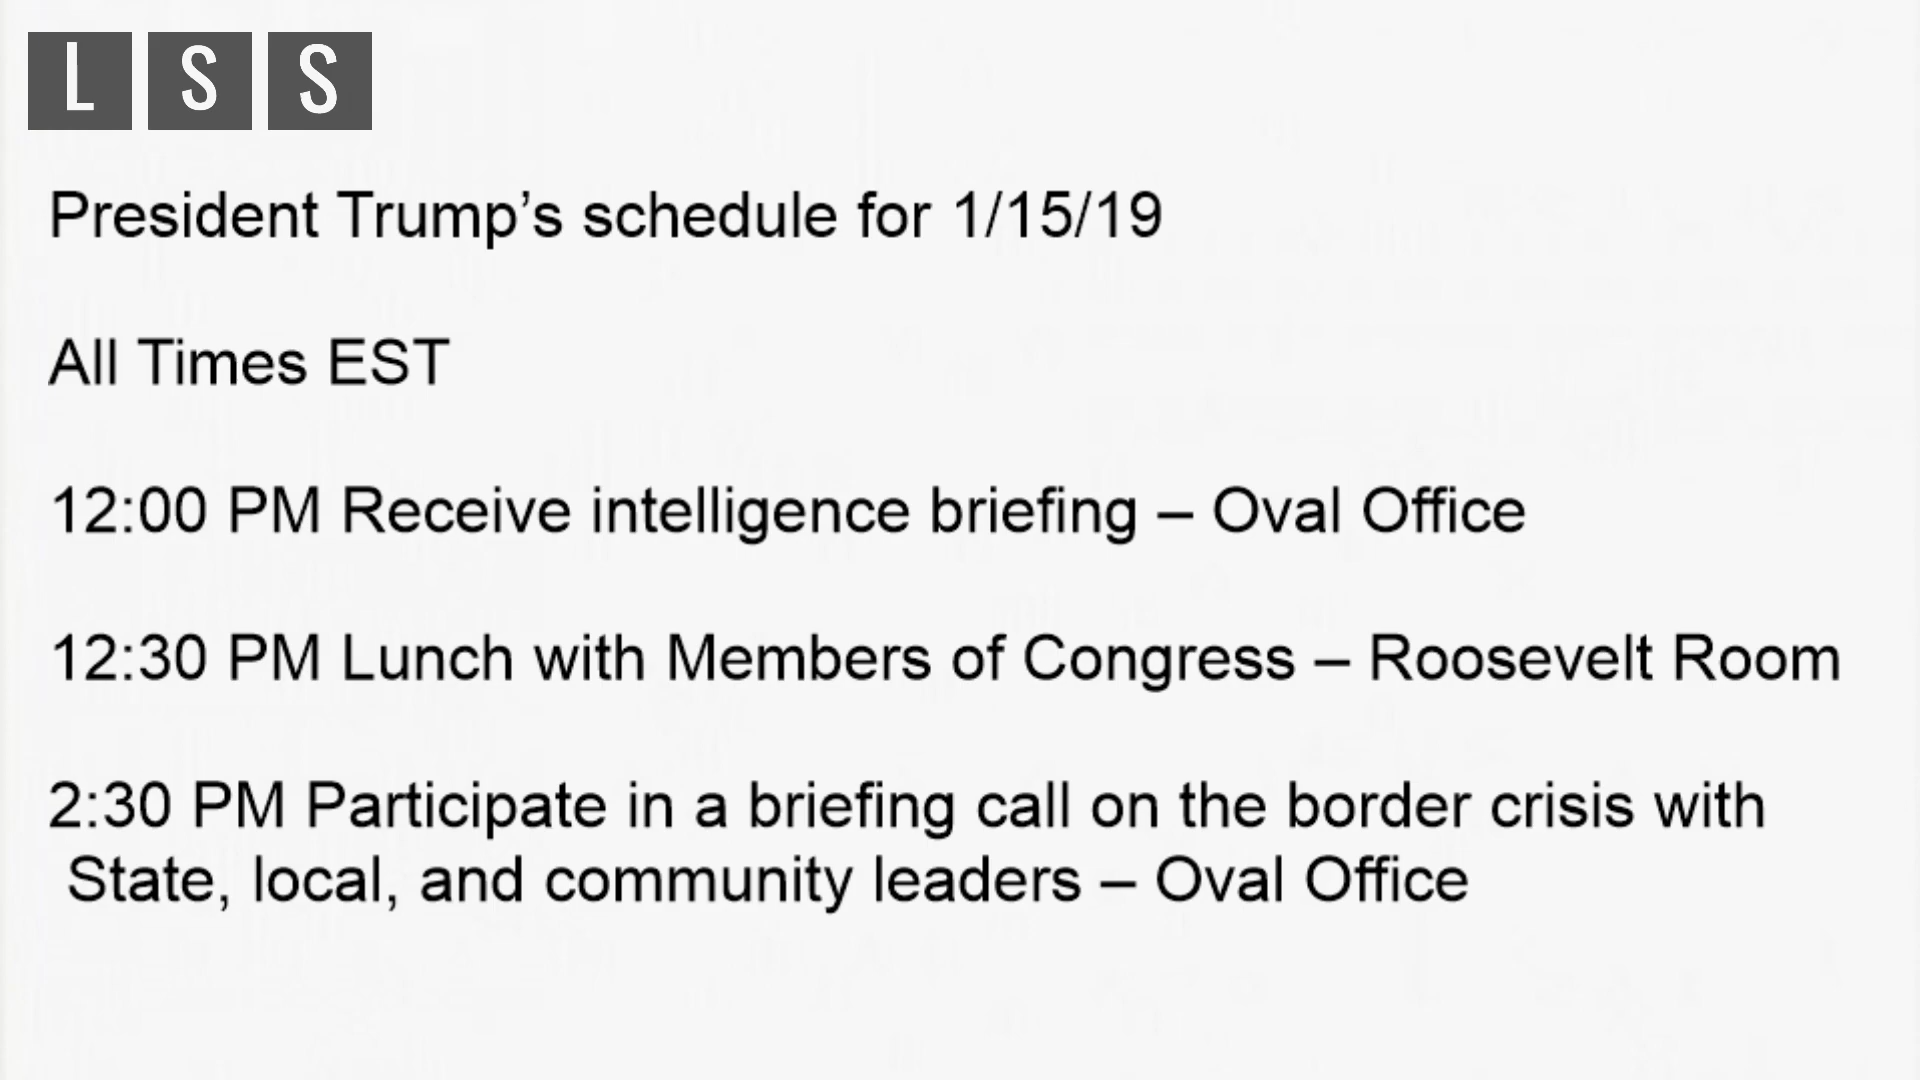 LSS
President Trump’s schedule for 1/15/19
All Times EST
12:00 PM Receive intelligence briefing – Oval Office
12:30 PM Lunch with Members of Congress – Roosevelt Room
2:30 PM Participate in a briefing call on the border crisis with
State, local, and community leaders – Oval Office